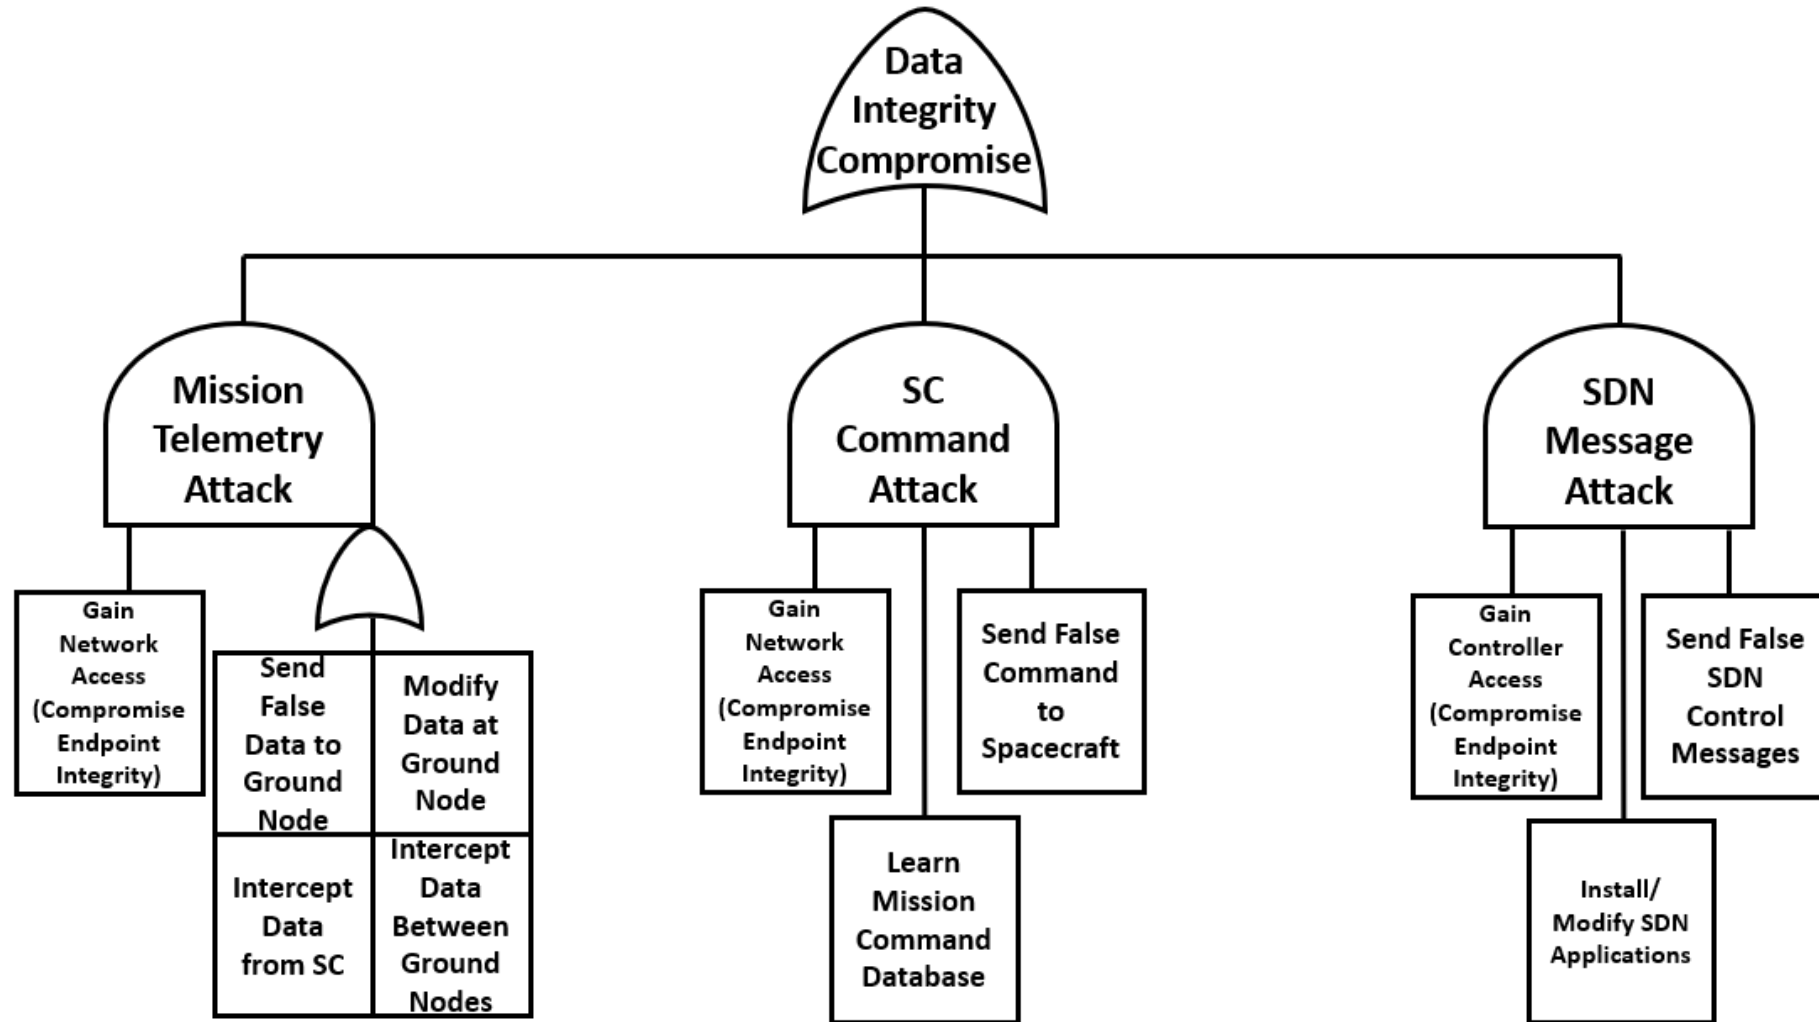 Data
Integrity
Compromise
Mission
Telemetry
Attack
SC
Command
Attack
SDN
Message
Attack
Gain
Network
Access
(Compromise
Endpoint
Integrity)
Send
False
Data to
Ground
Node
Modify
Data at
Ground
Node
Intercept
Data
from SC
Intercept
Data
Between
Ground
Nodes
Gain
Network
Access
(Compromise
Endpoint
Integrity)
Send False
Command
to
Spacecraft
Learn
Mission
Command
Database
Gain
Controller
Access
(Compromise
Endpoint
Integrity)
Send False
SDN
Control
Messages
Install/
Modify SDN
Applications